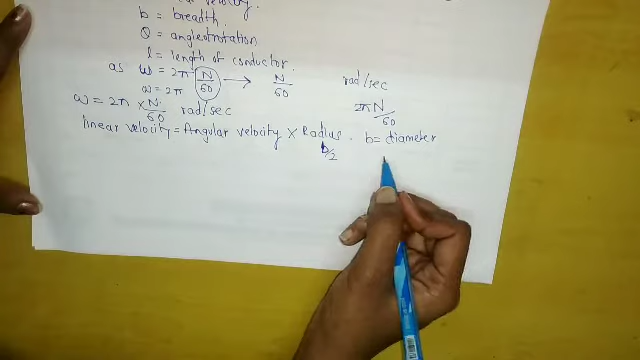 velocity.
b = breadth.
θ = angle of rotation
l = length of conductor.
as ω = 2π N/60 → N/60 rad/sec
ω = 2π 2πN/60
ω = 2π × N/60 rad/sec
linear velocity = Angular velocity × Radius. b = diameter
b/2